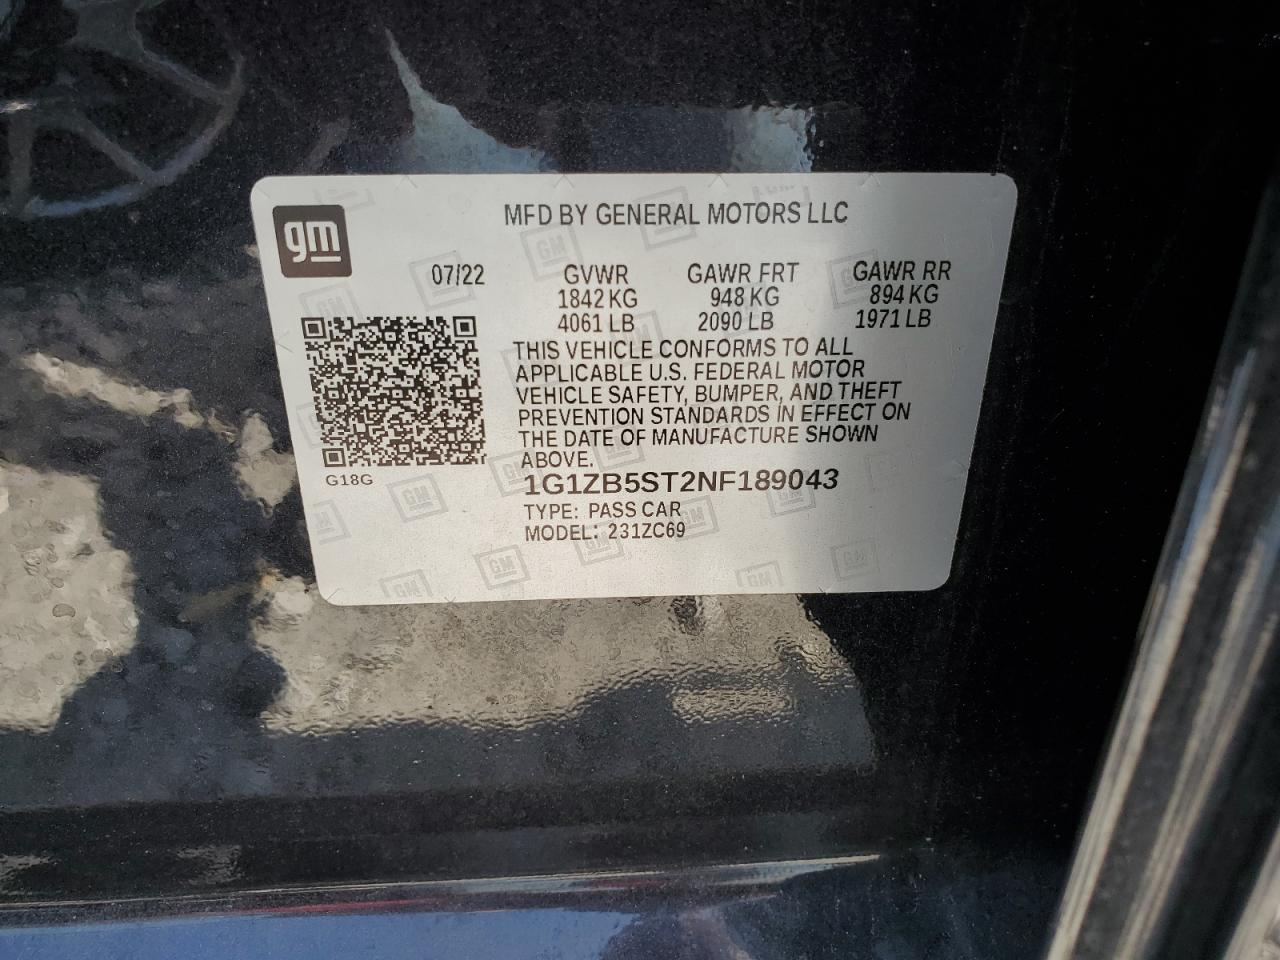 MFD BY GENERAL MOTORS LLC
gm
07/22 GVWR GAWR FRT GAWR RR
1842 KG 948 KG 894 KG
4061 LB 2090 LB 1971 LB
THIS VEHICLE CONFORMS TO ALL
APPLICABLE U.S. FEDERAL MOTOR
VEHICLE SAFETY, BUMPER, AND THEFT
PREVENTION STANDARDS IN EFFECT ON
THE DATE OF MANUFACTURE SHOWN
ABOVE.
G18G
1G1ZB5ST2NF189043
TYPE: PASS CAR
MODEL: 231ZC69